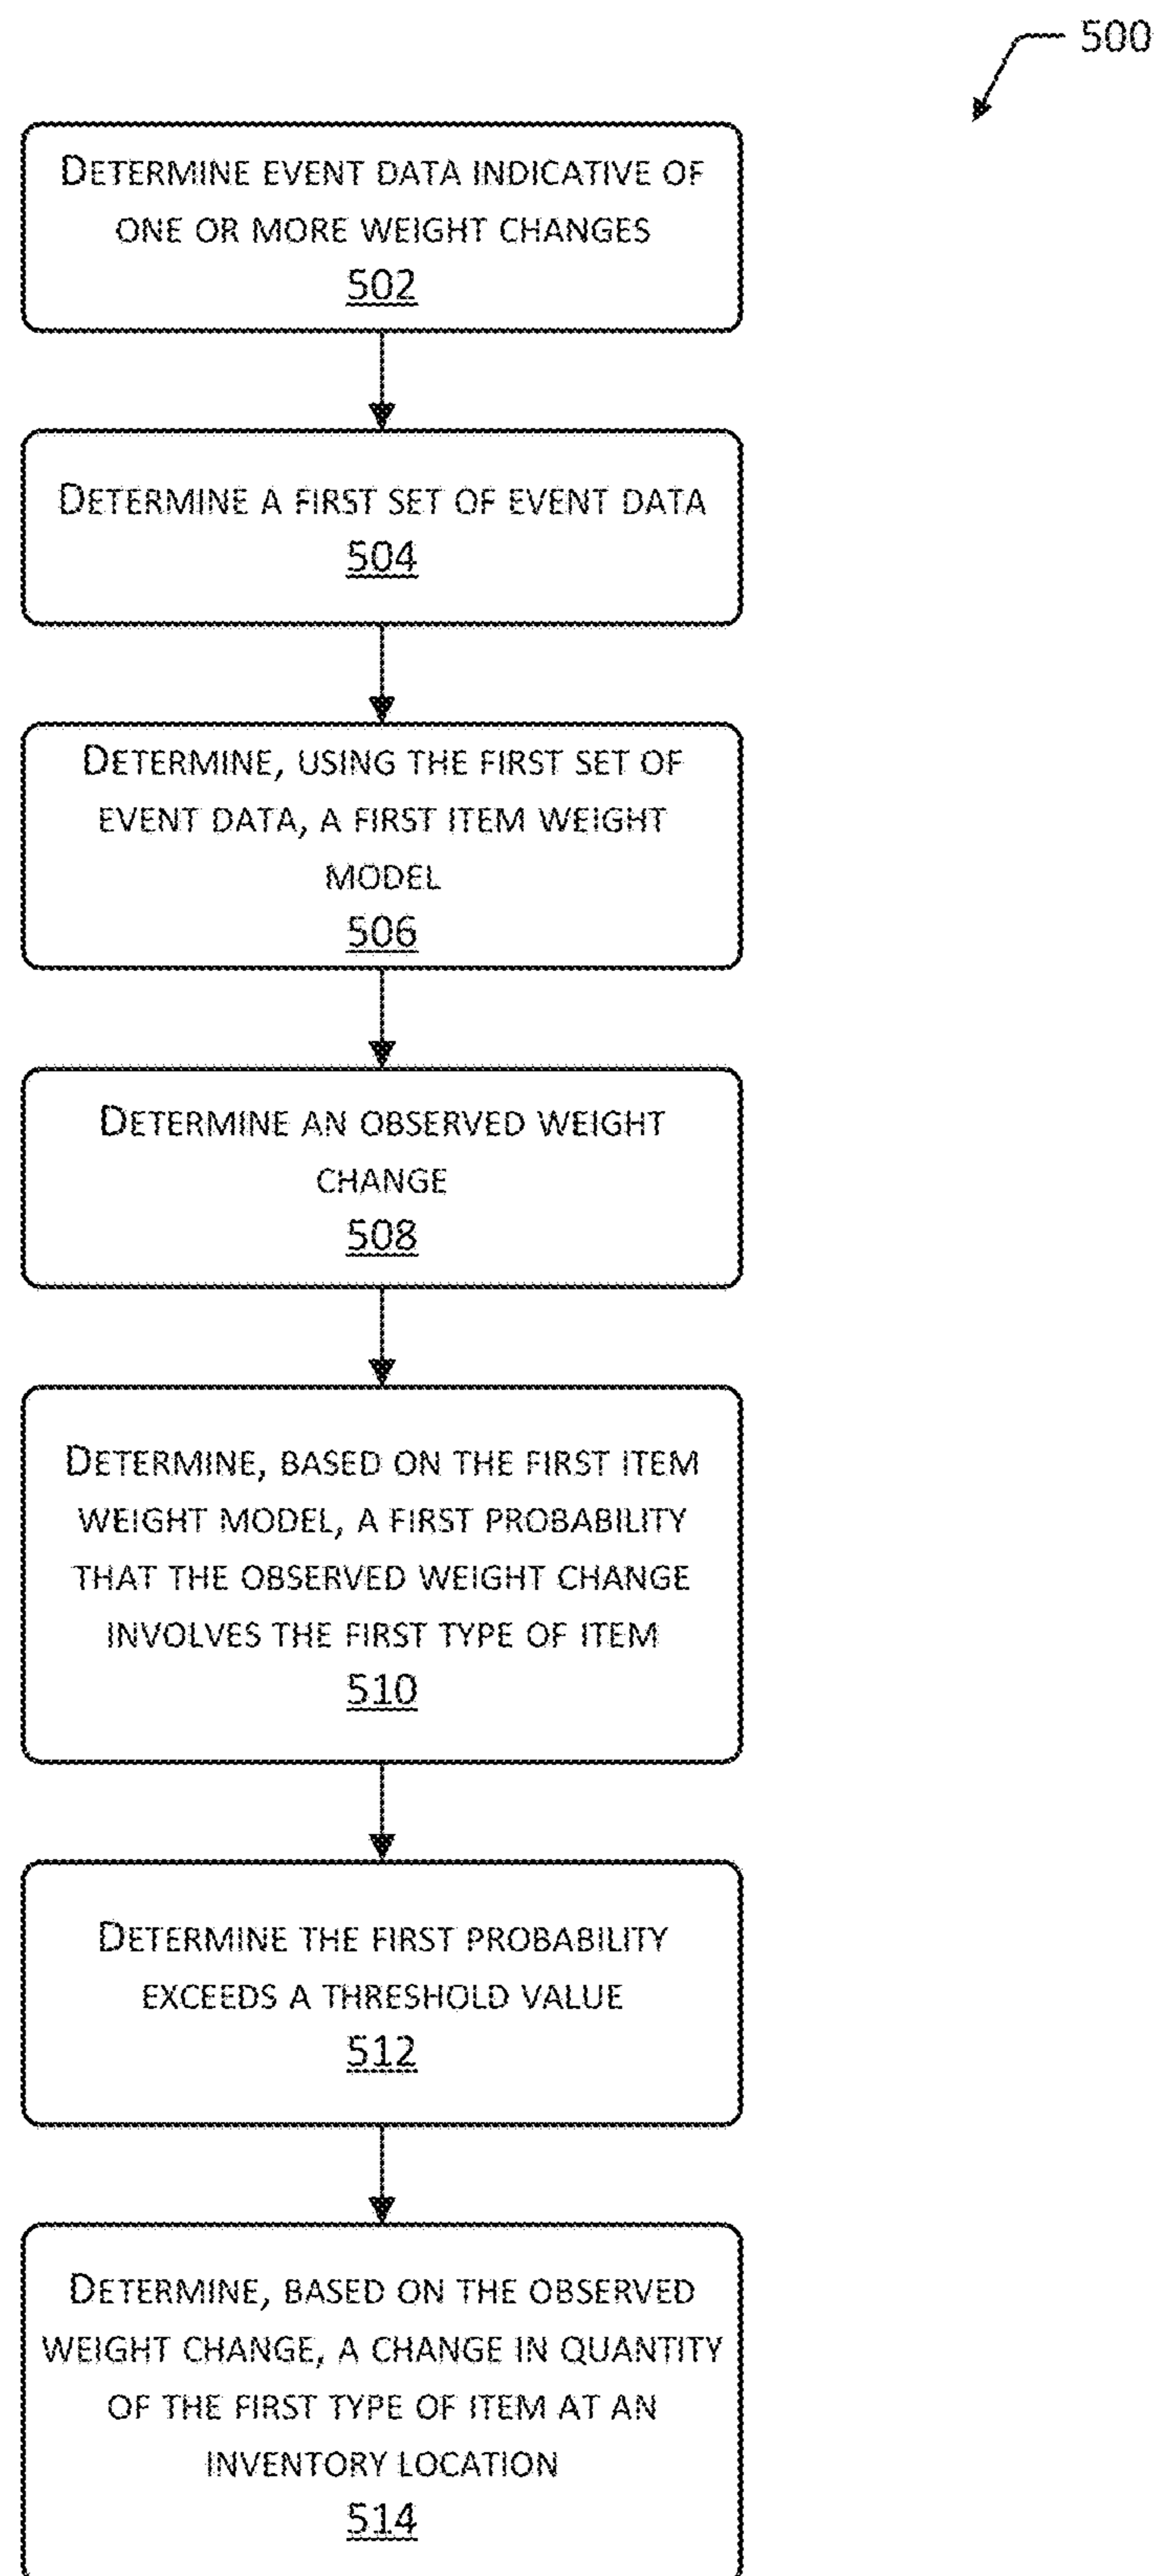 500
DETERMINE EVENT DATA INDICATIVE OF
ONE OR MORE WEIGHT CHANGES
502
DETERMINE A FIRST SET OF EVENT DATA
504
DETERMINE, USING THE FIRST SET OF
EVENT DATA, A FIRST ITEM WEIGHT
MODEL
506
DETERMINE AN OBSERVED WEIGHT
CHANGE
508
DETERMINE, BASED ON THE FIRST ITEM
WEIGHT MODEL, A FIRST PROBABILITY
THAT THE OBSERVED WEIGHT CHANGE
INVOLVES THE FIRST TYPE OF ITEM
510
DETERMINE THE FIRST PROBABILITY
EXCEEDS A THRESHOLD VALUE
512
DETERMINE, BASED ON THE OBSERVED
WEIGHT CHANGE, A CHANGE IN QUANTITY
OF THE FIRST TYPE OF ITEM AT AN
INVENTORY LOCATION
514